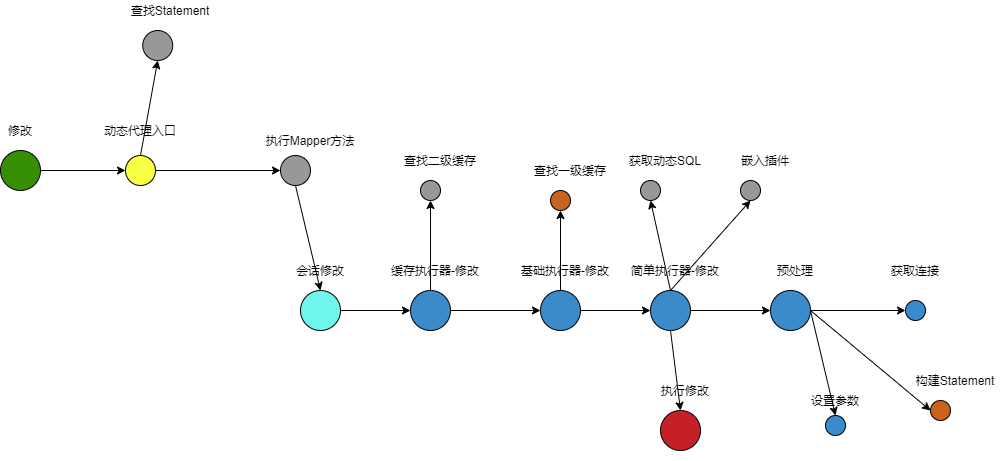 查找Statement
修改
动态代理入口
执行Mapper方法
查找二级缓存
查找一级缓存
获取动态SQL
嵌入插件
会话修改
缓存执行器-修改
基础执行器-修改
简单执行器-修改
预处理
获取连接
执行修改
设置参数
构建Statement